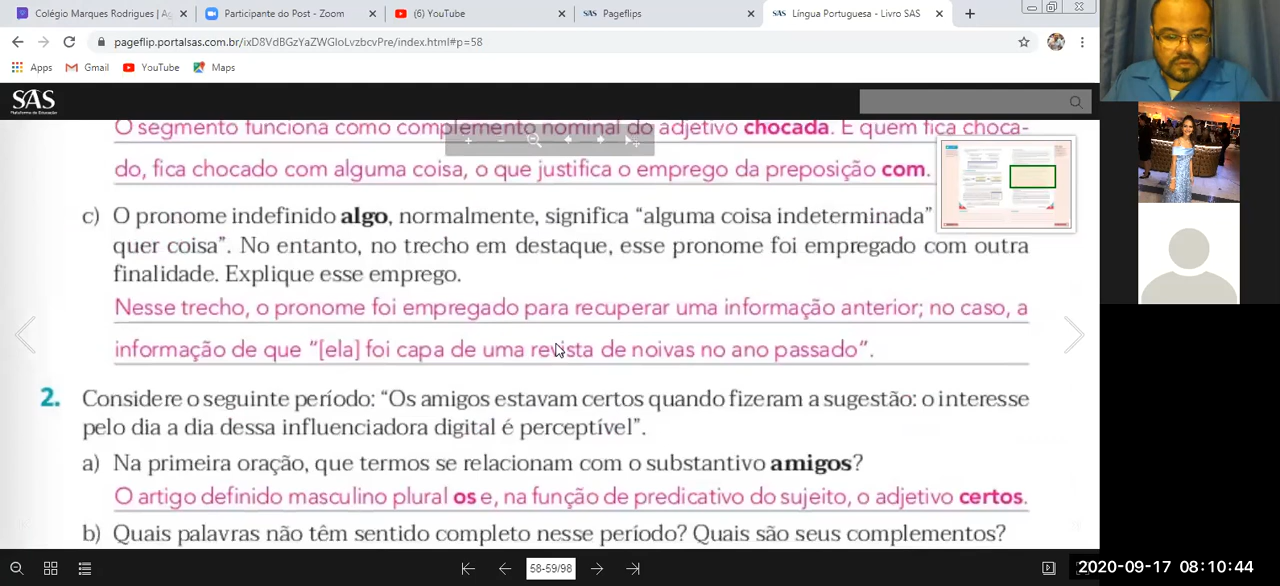 Colégio Marques Rodrigues | A
Participante do Post - Zoom
(6) YouTube
SAS Pageflips
SAS Língua Portuguesa - Livro SAS
pageflip.portalsas.com.br/ixD8VdBGzYaZWGloLvzbcvPre/index.html#p=58
Apps Gmail YouTube Maps
SAS
O segmento funciona como complemento nominal do adjetivo chocada. E quem fica choca-
do, fica chocado com alguma coisa, o que justifica o emprego da preposição com.
c) O pronome indefinido algo, normalmente, significa “alguma coisa indeterminada”
quer coisa”. No entanto, no trecho em destaque, esse pronome foi empregado com outra
finalidade. Explique esse emprego.
Nesse trecho, o pronome foi empregado para recuperar uma informação anterior; no caso, a
informação de que “[ela] foi capa de uma revista de noivas no ano passado”.
2. Considere o seguinte período: “Os amigos estavam certos quando fizeram a sugestão: o interesse
pelo dia a dia dessa influenciadora digital é perceptível”.
a) Na primeira oração, que termos se relacionam com o substantivo amigos?
O artigo definido masculino plural os e, na função de predicativo do sujeito, o adjetivo certos.
b) Quais palavras não têm sentido completo nesse período? Quais são seus complementos?
58-59/98
2020-09-17 08:10:44